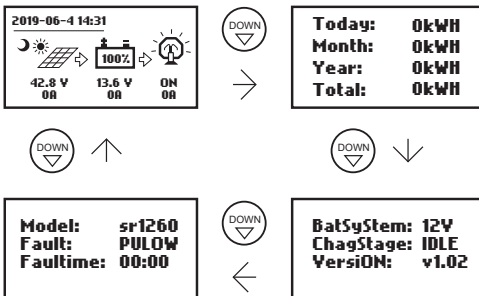 2019-06-4 14:31
100%
42.8 V 13.6 V ON
0A 0A 0A
DOWN
Today: 0kWH
Month: 0kWH
Year: 0kWH
Total: 0kWH
DOWN
DOWN
Model: sr1260
Fault: PULOW
Faultime: 00:00
DOWN
BatSyStem: 12V
ChagStage: IDLE
VersiON: v1.02